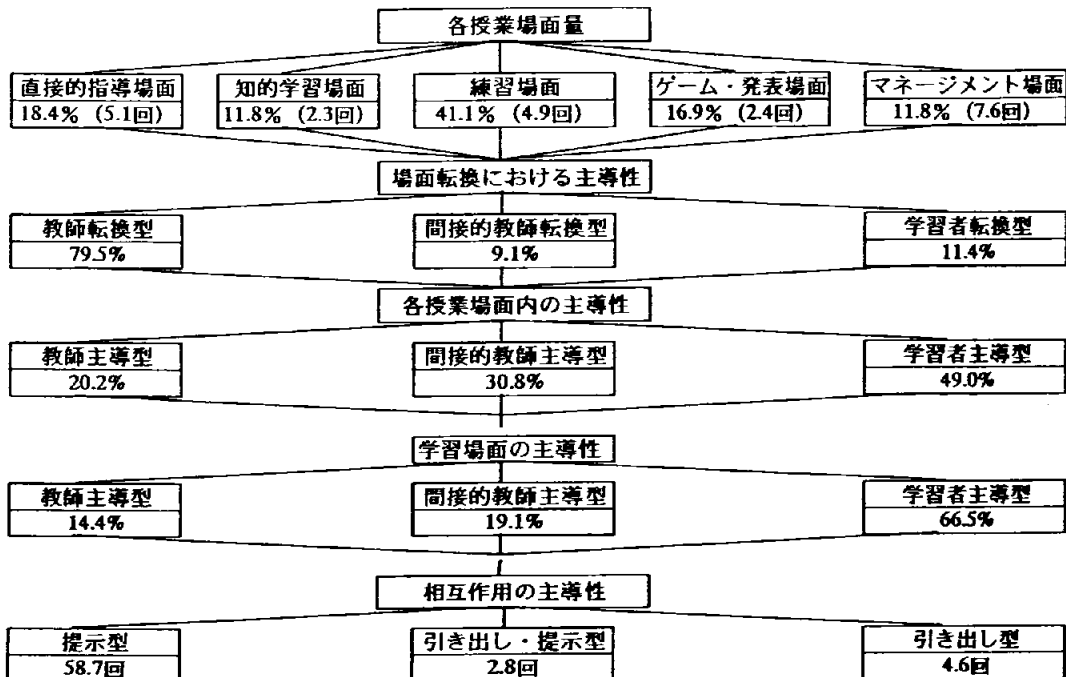 各授業場面量
直接的指導場面
18.4% (5.1回)
知的学習場面
11.8% (2.3回)
練習場面
41.1% (4.9回)
ゲーム・発表場面
16.9% (2.4回)
マネージメント場面
11.8% (7.6回)
場面転換における主導性
教師転換型
79.5%
間接的教師転換型
9.1%
学習者転換型
11.4%
各授業場面内の主導性
教師主導型
20.2%
間接的教師主導型
30.8%
学習者主導型
49.0%
学習場面の主導性
教師主導型
14.4%
間接的教師主導型
19.1%
学習者主導型
66.5%
相互作用の主導性
提示型
58.7回
引き出し・提示型
2.8回
引き出し型
4.6回